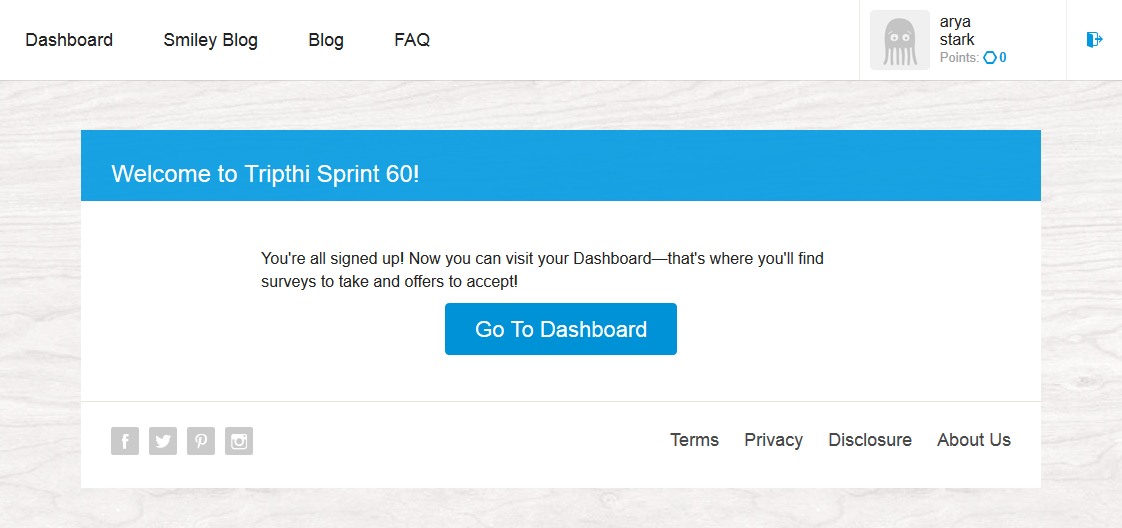 Dashboard Smiley Blog Blog FAQ
arya
stark
Points: 0
Welcome to Tripthi Sprint 60!
You're all signed up! Now you can visit your Dashboard—that's where you'll find
surveys to take and offers to accept!
Go To Dashboard
Terms Privacy Disclosure About Us